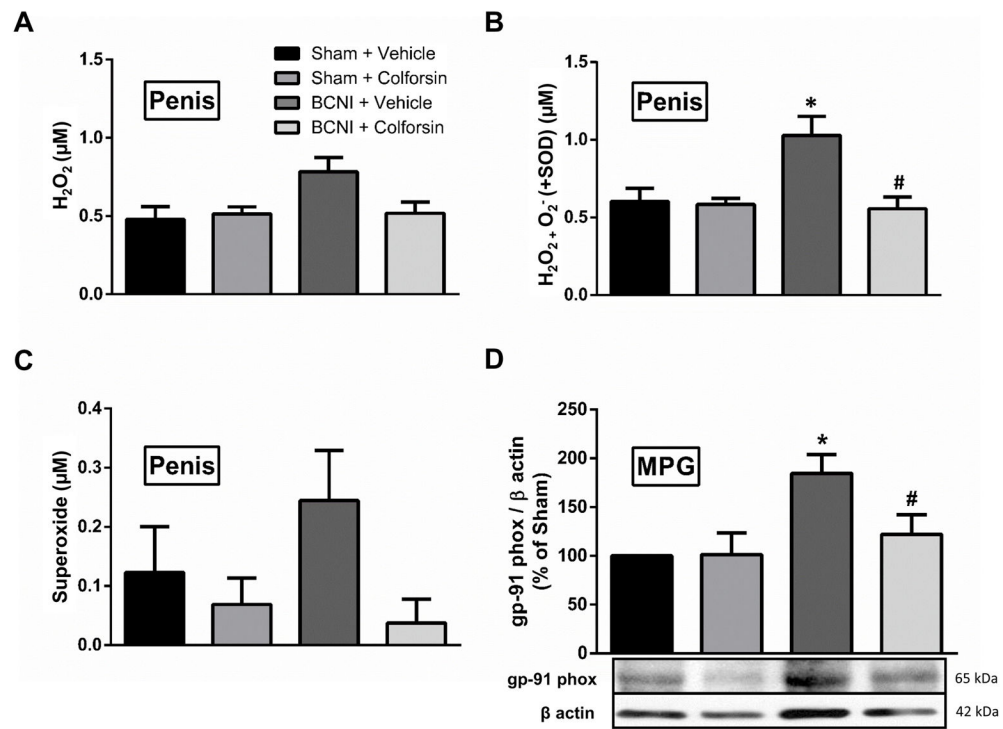 A
H₂O₂ (µM)
1.5
1.0
0.5
0.0
Penis
Sham + Vehicle
Sham + Colforsin
BCNI + Vehicle
BCNI + Colforsin
B
H₂O₂ + O₂⁻ (+SOD) (µM)
1.5
1.0
0.5
0.0
Penis
*
#
C
Superoxide (µM)
0.4
0.3
0.2
0.1
0.0
Penis
D
gp-91 phox / β actin
(% of Sham)
250
200
150
100
50
0
MPG
*
#
gp-91 phox
65 kDa
β actin
42 kDa